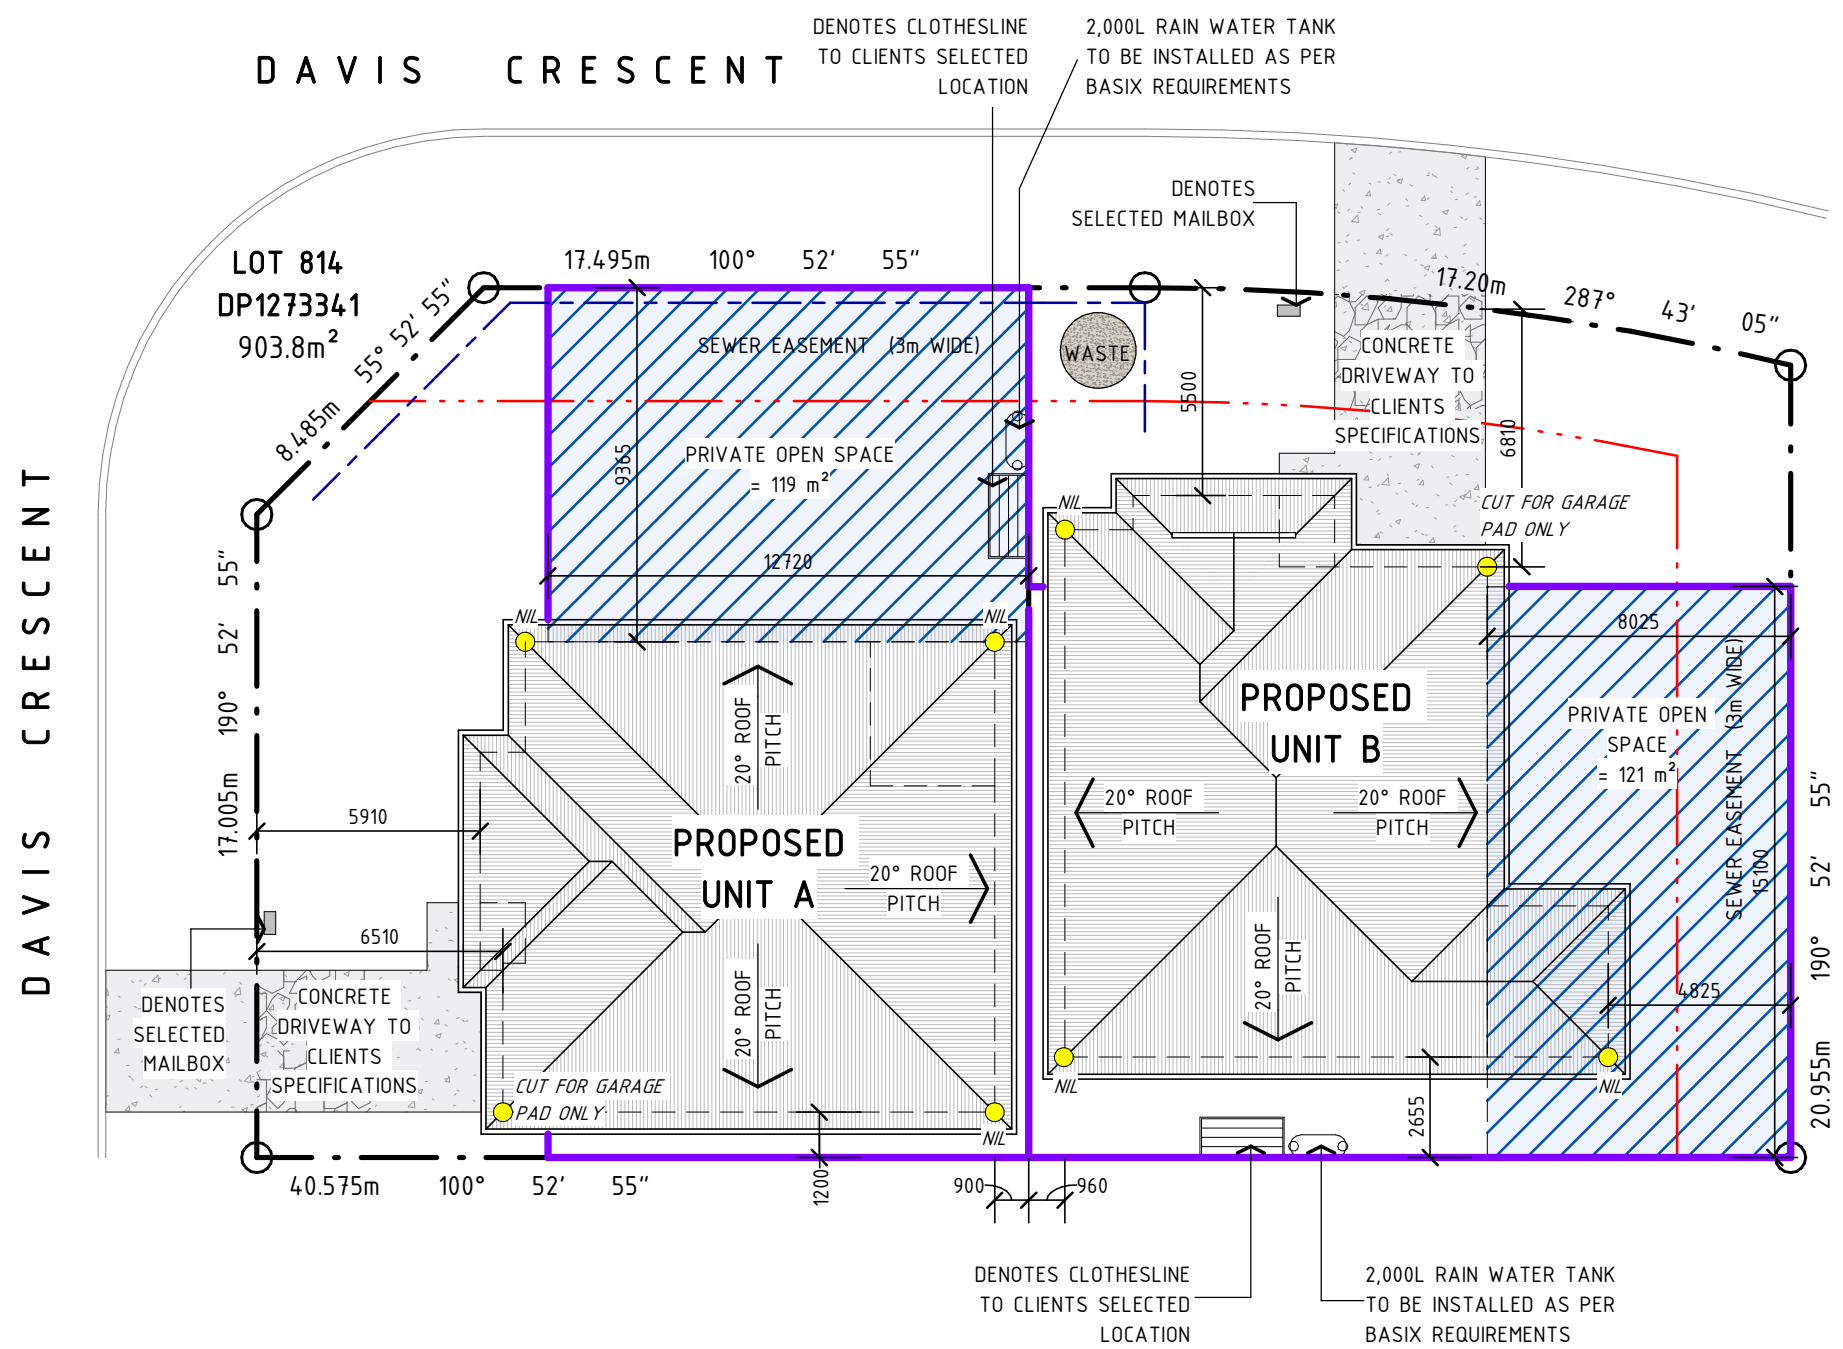 DAVIS CRESCENT
DENOTES CLOTHESLINE
TO CLIENTS SELECTED
LOCATION
2,000L RAIN WATER TANK
TO BE INSTALLED AS PER
BASIX REQUIREMENTS
DENOTES
SELECTED MAILBOX
LOT 814
DP1273341
903.8m²
17.495m 100° 52' 55"
17.20m 287° 43' 05"
8.485m 55° 52' 55"
SEWER EASEMENT (3m WIDE)
WASTE
5500
CONCRETE
DRIVEWAY TO
CLIENTS
SPECIFICATIONS
6810
9365
PRIVATE OPEN SPACE
= 119 m²
CUT FOR GARAGE
PAD ONLY
NIL
12720
NIL
NIL
8025
DAVIS CRESCENT
17.005m 190° 52' 55"
20° ROOF
PITCH
PROPOSED
UNIT B
PRIVATE OPEN
SPACE
= 121 m²
SEWER EASEMENT (3m WIDE)
15100
5910
20° ROOF
PITCH
20° ROOF
PITCH
PROPOSED
UNIT A
20° ROOF
PITCH
6510
20° ROOF
PITCH
20° ROOF
PITCH
4825
20.955m 190° 52' 55"
DENOTES
SELECTED
MAILBOX
CONCRETE
DRIVEWAY TO
CLIENTS
SPECIFICATIONS
CUT FOR GARAGE
PAD ONLY
NIL
NIL
NIL
2655
40.575m 100° 52' 55"
1200
900
960
DENOTES CLOTHESLINE
TO CLIENTS SELECTED
LOCATION
2,000L RAIN WATER TANK
TO BE INSTALLED AS PER
BASIX REQUIREMENTS